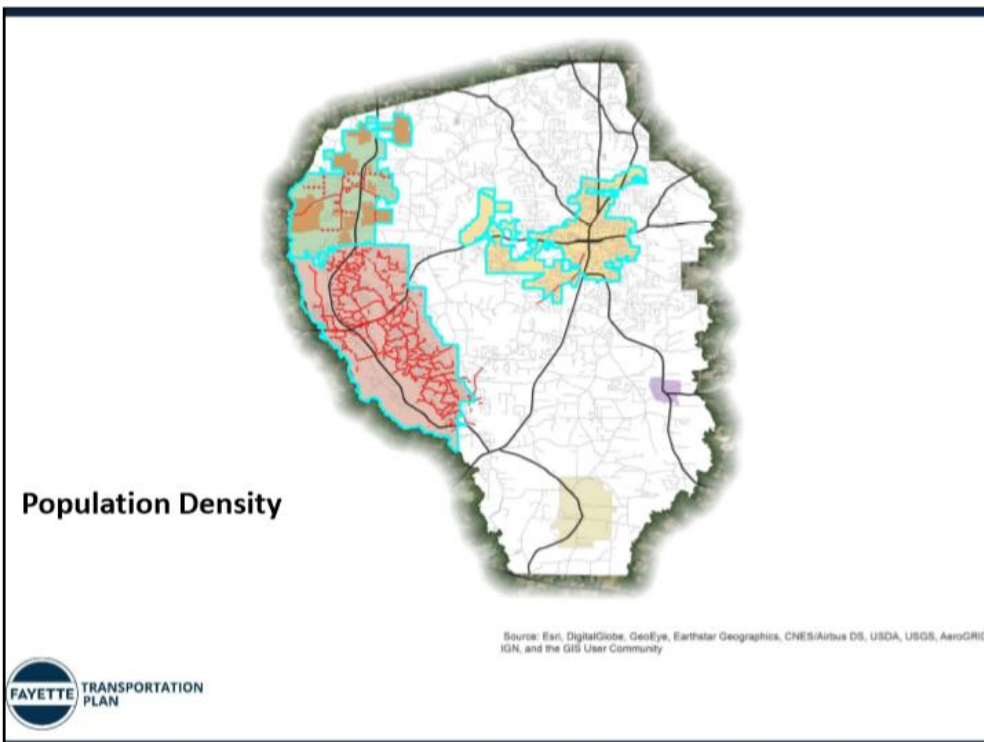 Population Density
Source: Esri, DigitalGlobe, GeoEye, Earthstar Geographics, CNES/Airbus DS, USDA, USGS, AeroGRID
IGN, and the GIS User Community
FAYETTE
TRANSPORTATION
PLAN